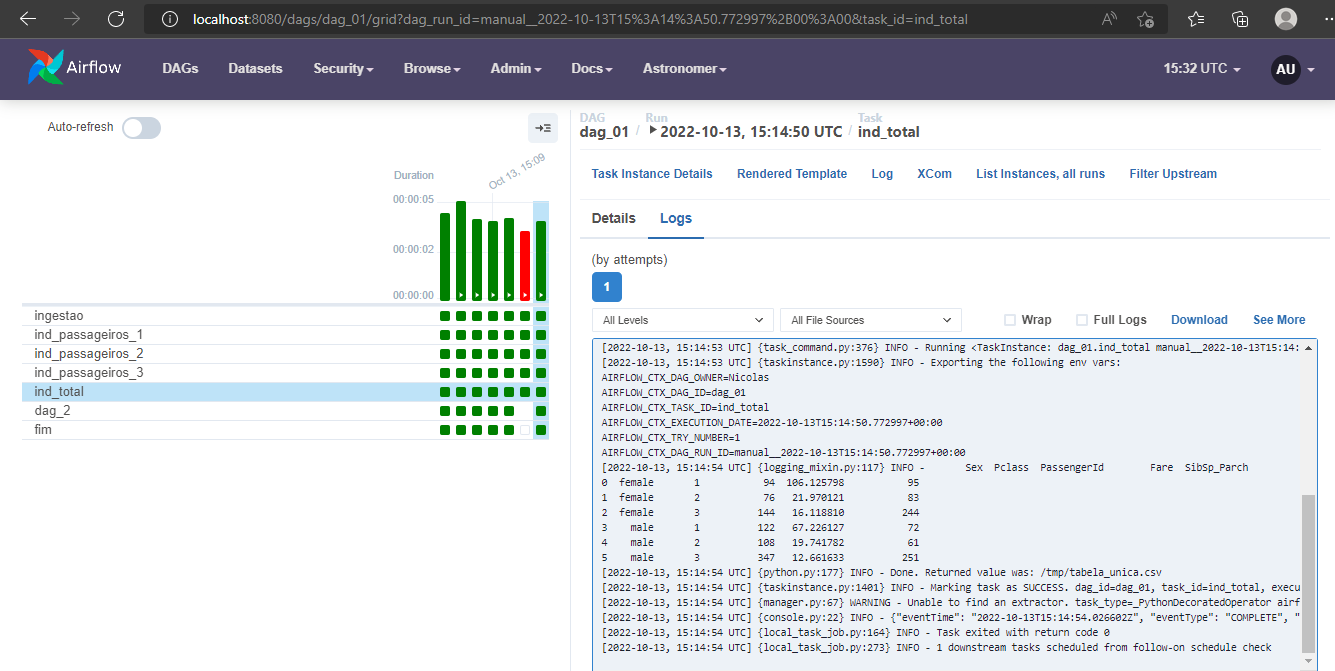 localhost:8080/dags/dag_01/grid?dag_run_id=manual__2022-10-13T15%3A14%3A50.772997%2B00%3A00&task_id=ind_total
Airflow DAGs Datasets Security Browse Admin Docs Astronomer 15:32 UTC AU
Auto-refresh
DAG Run Task
dag_01 / 2022-10-13, 15:14:50 UTC / ind_total
Task Instance Details Rendered Template Log XCom List Instances, all runs Filter Upstream
Details Logs
(by attempts)
1
All Levels All File Sources Wrap Full Logs Download See More
Duration
Oct 13, 15:09
00:00:05
00:00:02
00:00:00
ingestao
ind_passageiros_1
ind_passageiros_2
ind_passageiros_3
ind_total
dag_2
fim
[2022-10-13, 15:14:53 UTC] {task_command.py:376} INFO - Running <TaskInstance: dag_01.ind_total manual__2022-10-13T15:14:
[2022-10-13, 15:14:53 UTC] {taskinstance.py:1590} INFO - Exporting the following env vars:
AIRFLOW_CTX_DAG_OWNER=Nicolas
AIRFLOW_CTX_DAG_ID=dag_01
AIRFLOW_CTX_TASK_ID=ind_total
AIRFLOW_CTX_EXECUTION_DATE=2022-10-13T15:14:50.772997+00:00
AIRFLOW_CTX_TRY_NUMBER=1
AIRFLOW_CTX_DAG_RUN_ID=manual__2022-10-13T15:14:50.772997+00:00
[2022-10-13, 15:14:54 UTC] {logging_mixin.py:117} INFO - Sex Pclass PassengerId Fare SibSp_Parch
0 female 1 94 106.125798 95
1 female 2 76 21.970121 83
2 female 3 144 16.118810 244
3 male 1 122 67.226127 72
4 male 2 108 19.741782 61
5 male 3 347 12.661633 251
[2022-10-13, 15:14:54 UTC] {python.py:177} INFO - Done. Returned value was: /tmp/tabela_unica.csv
[2022-10-13, 15:14:54 UTC] {taskinstance.py:1401} INFO - Marking task as SUCCESS. dag_id=dag_01, task_id=ind_total, execu
[2022-10-13, 15:14:54 UTC] {manager.py:67} WARNING - Unable to find an extractor. task_type=_PythonDecoratedOperator airf
[2022-10-13, 15:14:54 UTC] {console.py:22} INFO - {"eventTime": "2022-10-13T15:14:54.026602Z", "eventType": "COMPLETE", "
[2022-10-13, 15:14:54 UTC] {local_task_job.py:164} INFO - Task exited with return code 0
[2022-10-13, 15:14:54 UTC] {local_task_job.py:273} INFO - 1 downstream tasks scheduled from follow-on schedule check